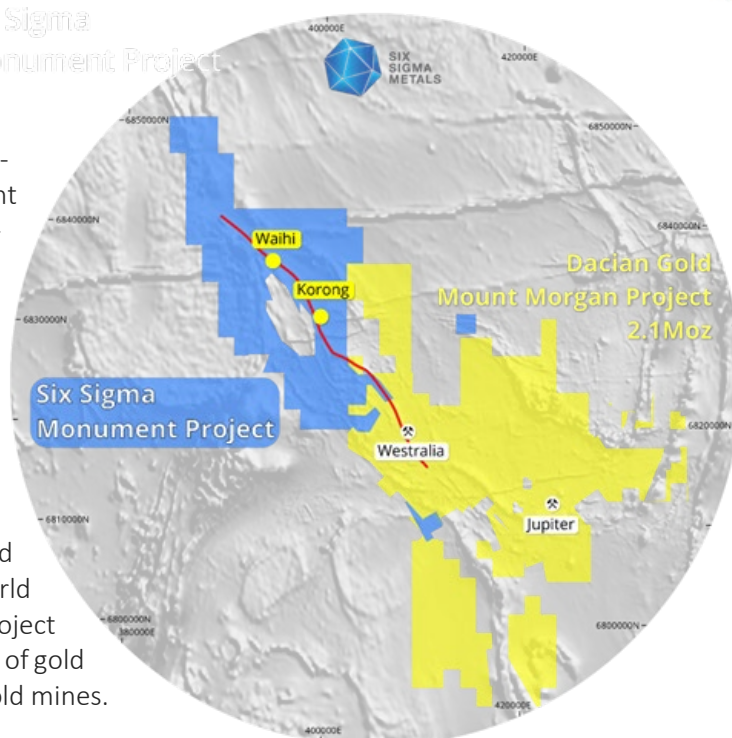 Sigma
onument Project
400000E
420000E
SIX
SIGMA
METALS
6850000N
6850000N
-
nt
6840000N
6840000N
Waihi
Dacian Gold
Mount Morgan Project
2.1Moz
Korong
6830000N
Six Sigma
Monument Project
6820000N
Westralia
6810000N
Jupiter
d
rld
oject
of gold
old mines.
6800000N
380000E
6800000N
420000E
400000E